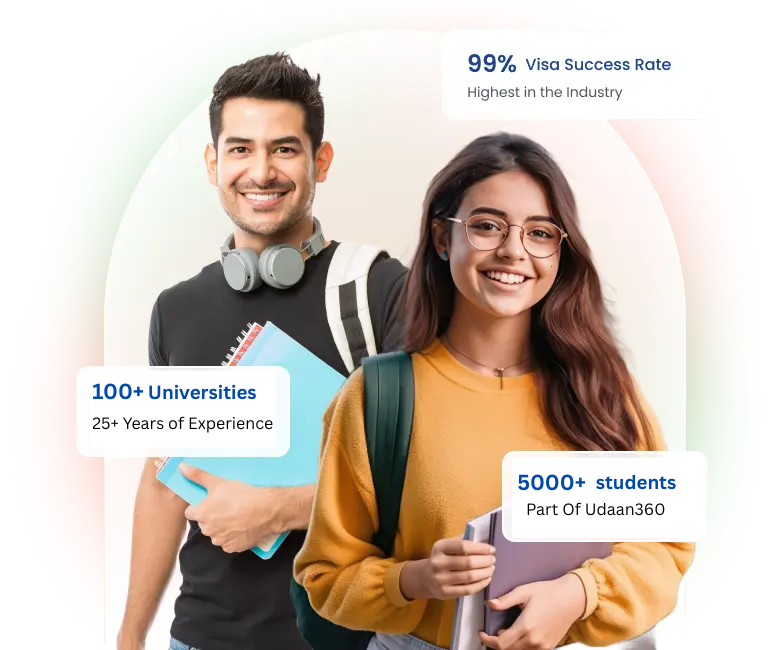 99% Visa Success Rate
Highest in the Industry
100+ Universities
25+ Years of Experience
5000+ students
Part Of Udaan360